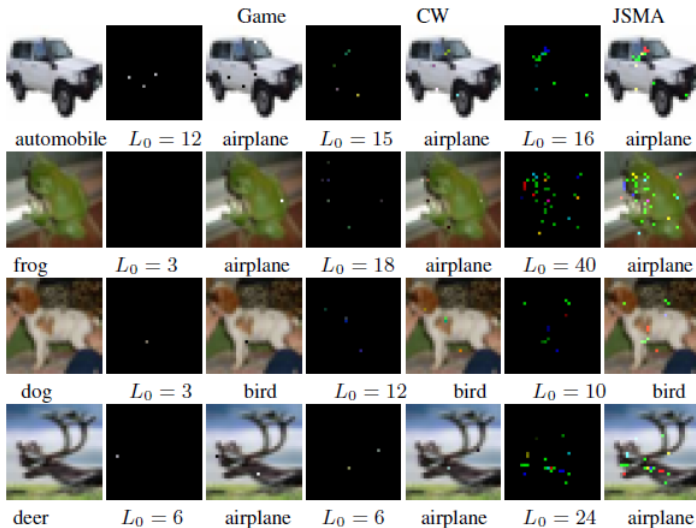 Game CW JSMA
automobile L₀ = 12 airplane L₀ = 15 airplane L₀ = 16 airplane
frog L₀ = 3 airplane L₀ = 18 airplane L₀ = 40 airplane
dog L₀ = 3 bird L₀ = 12 bird L₀ = 10 bird
deer L₀ = 6 airplane L₀ = 6 airplane L₀ = 24 airplane